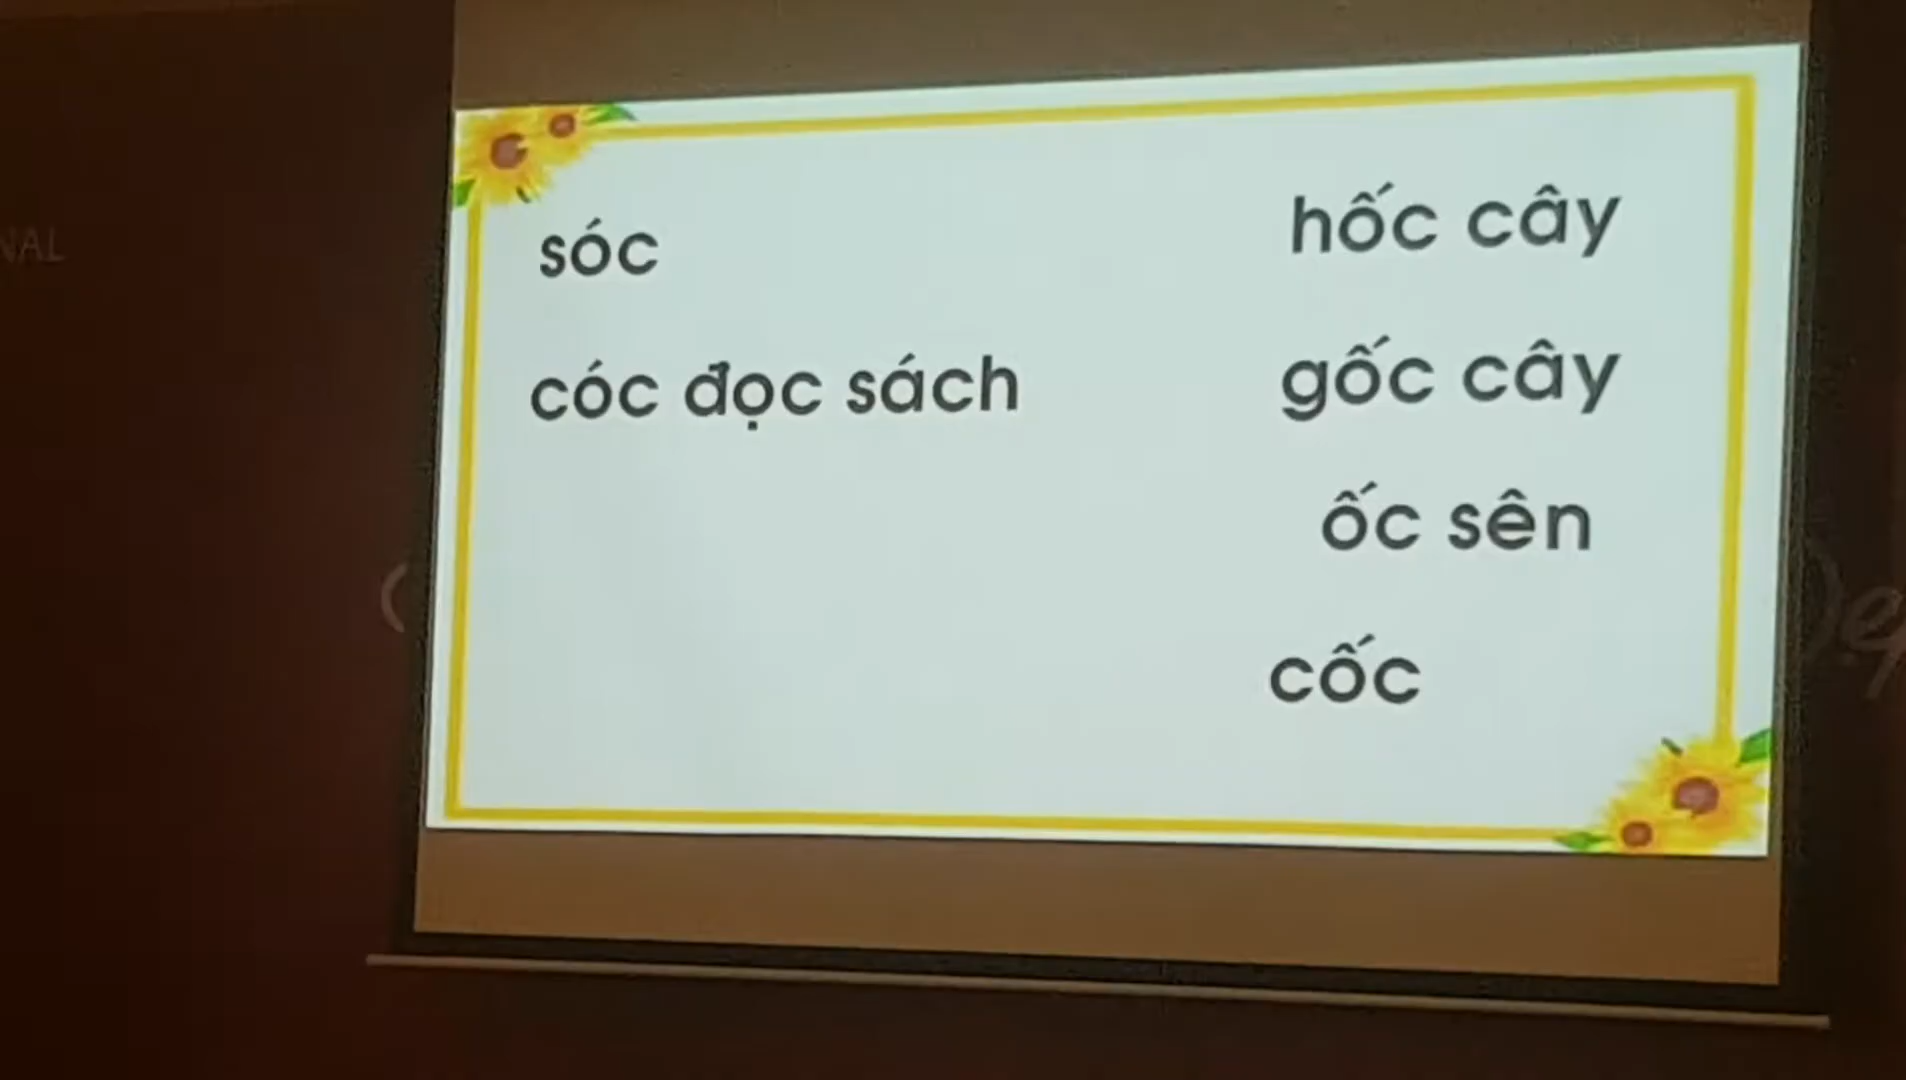 sóc
cóc đọc sách
hốc cây
gốc cây
ốc sên
cốc